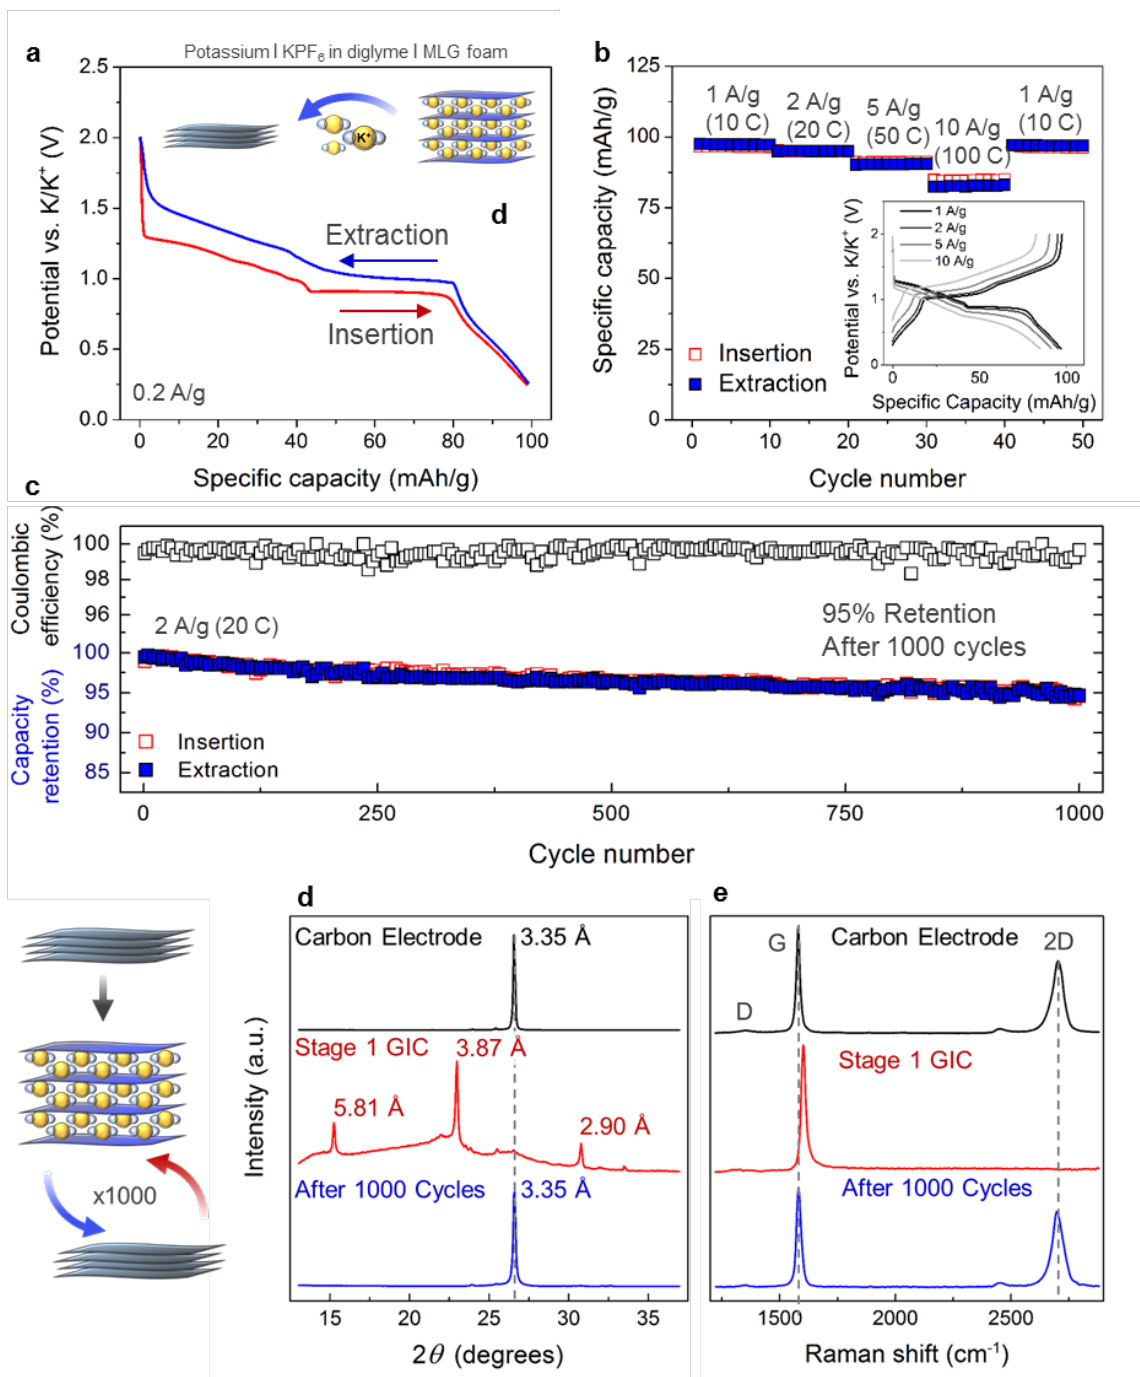 a
Potassium I KPF6 in diglyme I MLG foam
2.5
2.0
1.5
1.0
0.5
0.0
Potential vs. K/K+ (V)
K+
d
Extraction
Insertion
0.2 A/g
0 20 40 60 80 100
Specific capacity (mAh/g)
b
125
100
75
50
25
0
Specific capacity (mAh/g)
1 A/g
(10 C)
2 A/g
(20 C)
5 A/g
(50 C)
10 A/g
(100 C)
1 A/g
(10 C)
Insertion
Extraction
2
1
0
Potential vs. K/K+ (V)
1 A/g
2 A/g
5 A/g
10 A/g
0 50 100
Specific Capacity (mAh/g)
0 10 20 30 40 50
Cycle number
c
Coulombic
efficiency (%)
100
98
96
Capacity
retention (%)
100
95
90
85
2 A/g (20 C)
95% Retention
After 1000 cycles
Insertion
Extraction
0 250 500 750 1000
Cycle number
x1000
d
Intensity (a.u.)
Carbon Electrode
3.35 Å
Stage 1 GIC
3.87 Å
5.81 Å
2.90 Å
After 1000 Cycles
3.35 Å
15 20 25 30 35
2θ (degrees)
e
G
Carbon Electrode
2D
D
Stage 1 GIC
After 1000 Cycles
1500 2000 2500
Raman shift (cm-1)